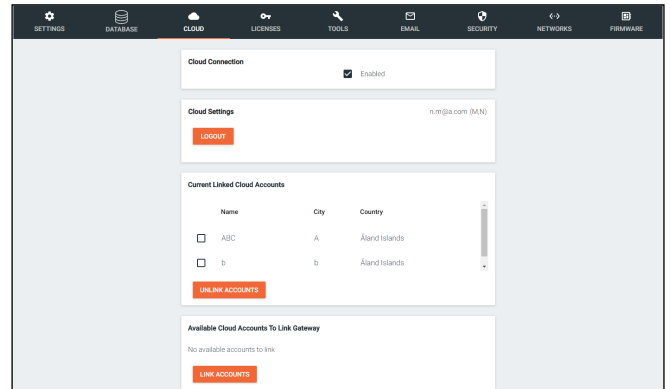 SETTINGS DATABASE CLOUD LICENSES TOOLS EMAIL SECURITY NETWORKS FIRMWARE
Cloud Connection
Enabled
Cloud Settings n.m@a.com (M,N)
LOGOUT
Current Linked Cloud Accounts
Name City Country
ABC A Åland Islands
b b Åland Islands
UNLINK ACCOUNTS
Available Cloud Accounts To Link Gateway
No available accounts to link
LINK ACCOUNTS